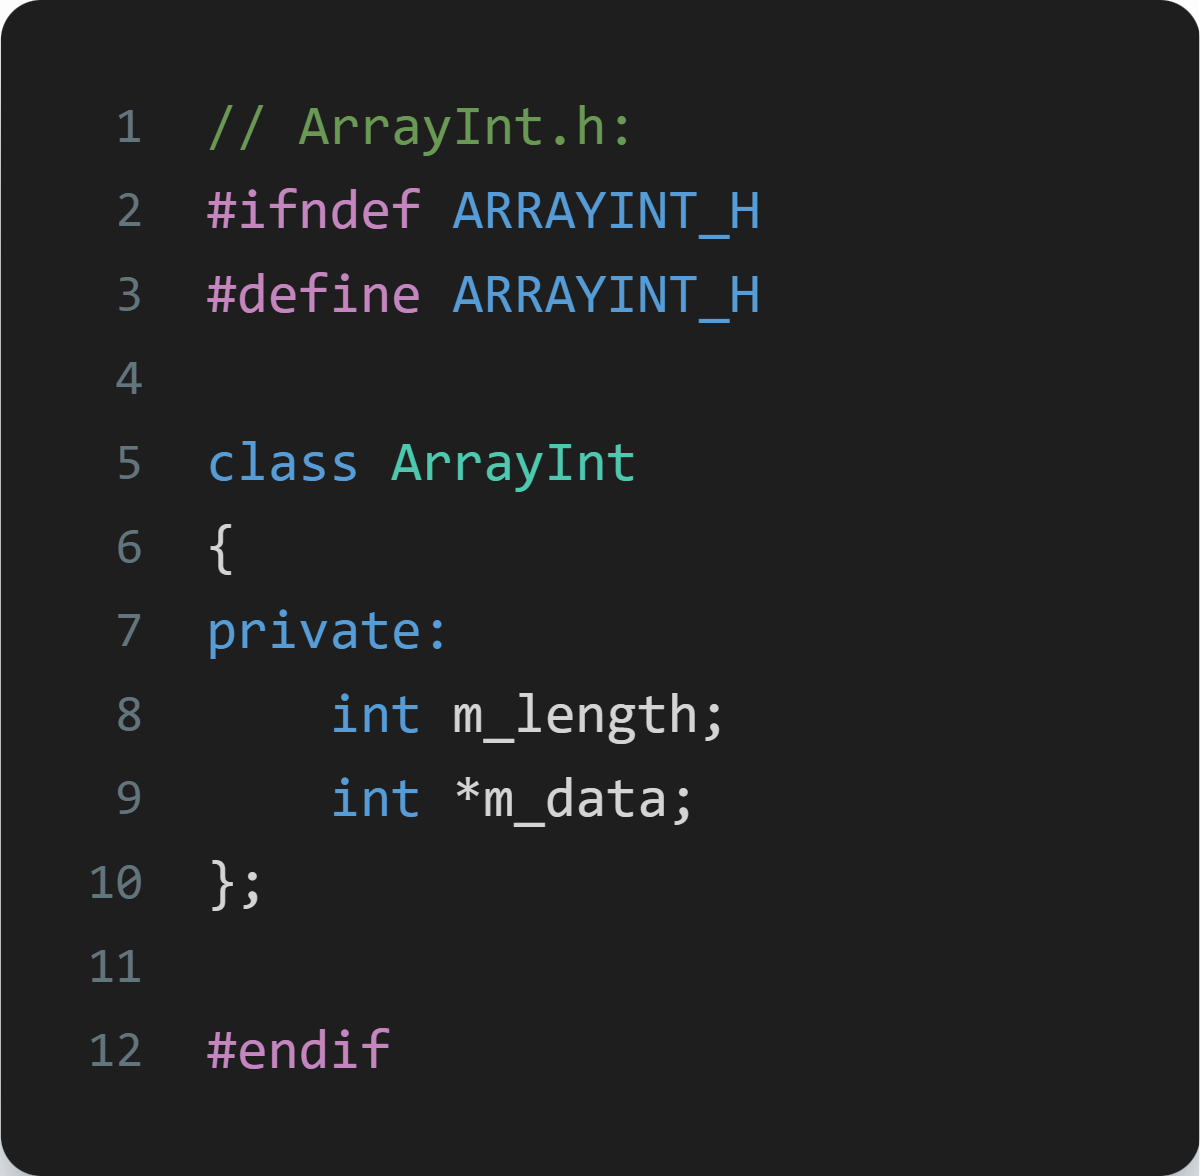 1 // ArrayInt.h:
2 #ifndef ARRAYINT_H
3 #define ARRAYINT_H
4
5 class ArrayInt
6 {
7 private:
8     int m_length;
9     int *m_data;
10 };
11
12 #endif